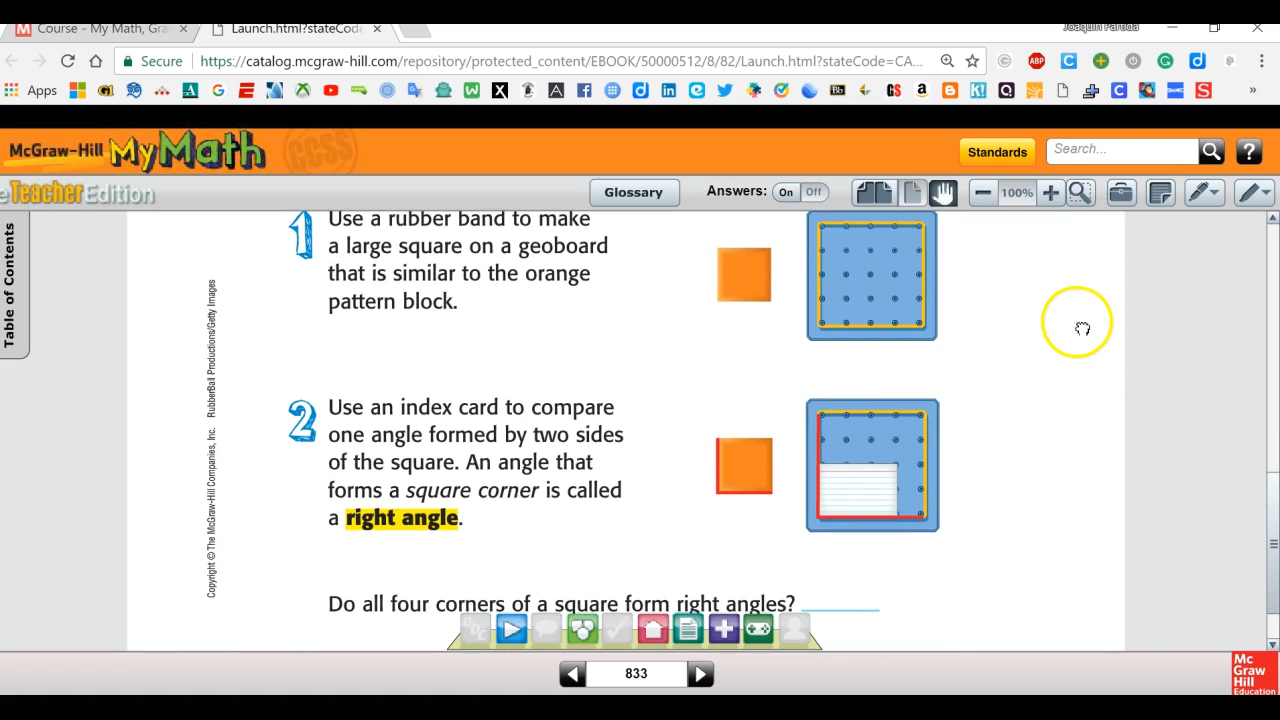 Joaquin Partida
Course - My Math, Gra
Launch.html?stateCod
Secure
https://catalog.mcgraw-hill.com/repository/protected_content/EBOOK/50000512/8/82/Launch.html?stateCode=CA...
Apps
McGraw-Hill MyMath CCSS
Standards
Search...
?
eTeacherEdition
Glossary
Answers: On Off
100%
Table of Contents
Copyright © The McGraw-Hill Companies, Inc. RubberBall Productions/Getty Images
1 Use a rubber band to make
a large square on a geoboard
that is similar to the orange
pattern block.
2 Use an index card to compare
one angle formed by two sides
of the square. An angle that
forms a square corner is called
a right angle.
Do all four corners of a square form right angles?
833
Mc
Graw
Hill
Education